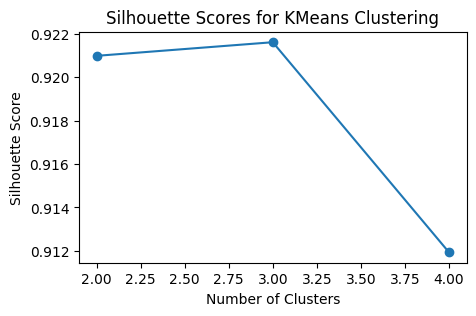 Silhouette Scores for KMeans Clustering
0.922
0.920
0.918
0.916
0.914
0.912
Silhouette Score
2.00 2.25 2.50 2.75 3.00 3.25 3.50 3.75 4.00
Number of Clusters